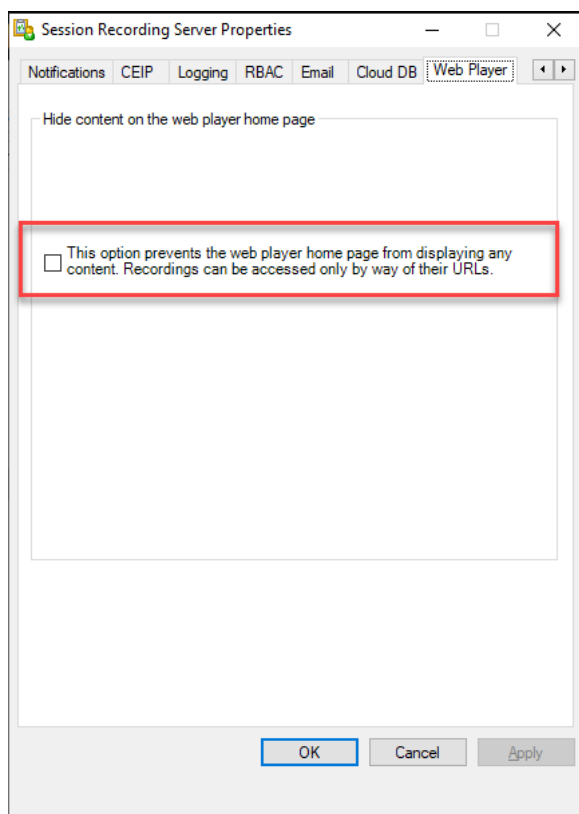 Session Recording Server Properties
Notifications CEIP Logging RBAC Email Cloud DB Web Player
Hide content on the web player home page
This option prevents the web player home page from displaying any
content. Recordings can be accessed only by way of their URLs.
OK Cancel Apply